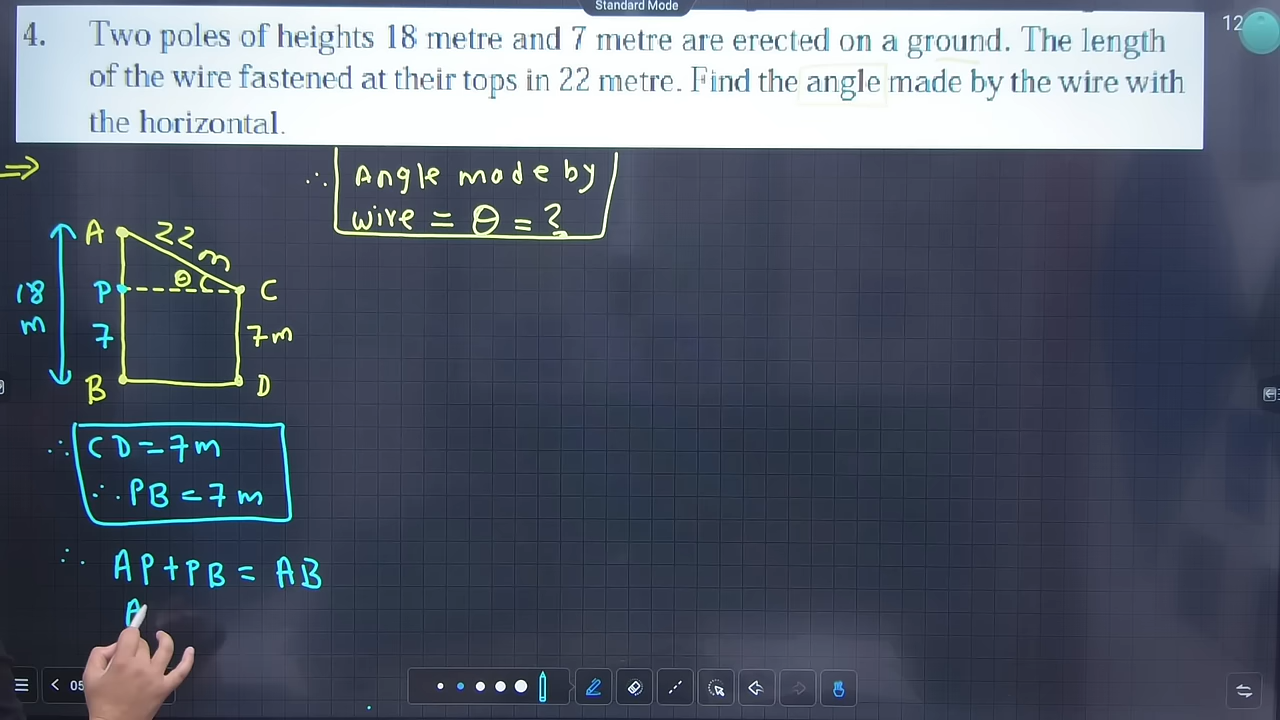 Standard Mode
12
4. Two poles of heights 18 metre and 7 metre are erected on a ground. The length
of the wire fastened at their tops in 22 metre. Find the angle made by the wire with
the horizontal.
⇒
∴ Angle made by
wire = θ = ?
A 22 m
18 m
P θ C
7 7m
B D
∴ CD = 7m
∴ PB = 7 m
∴ AP + PB = AB
A
05